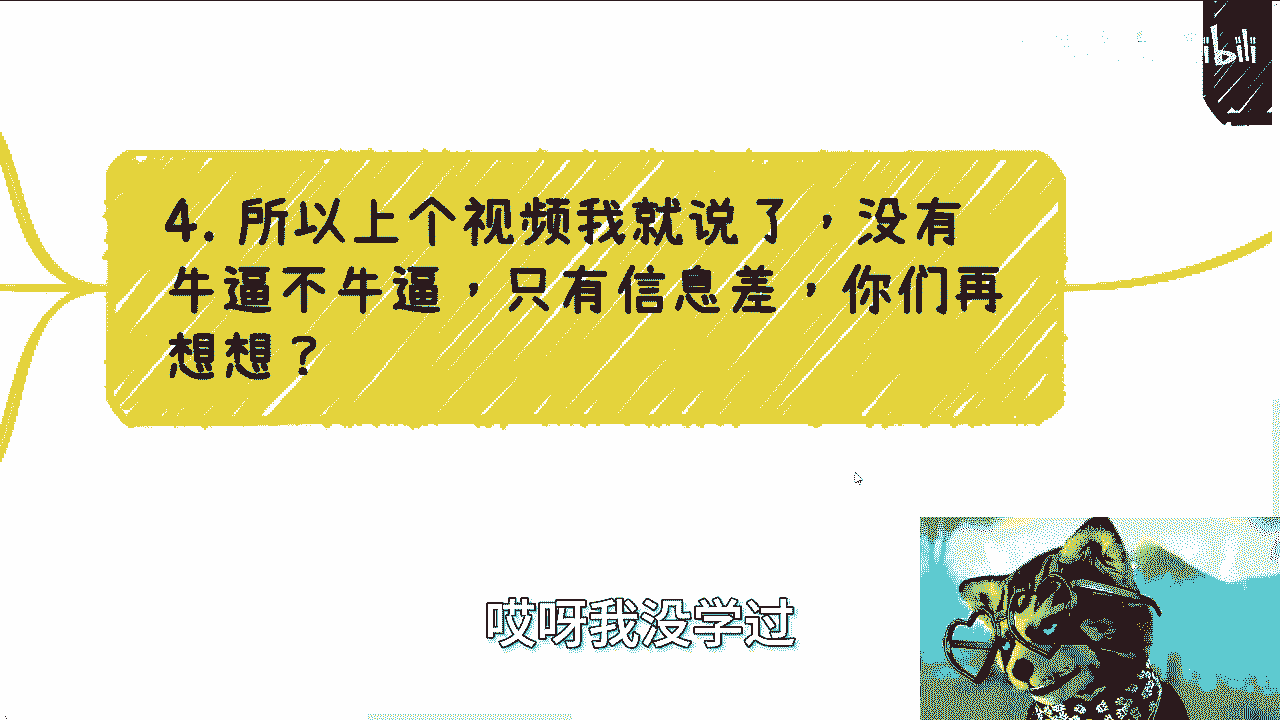 ibili
4. 所以上个视频我就说了，没有
牛逼不牛逼，只有信息差，你们再
想想？
哎呀我没学过